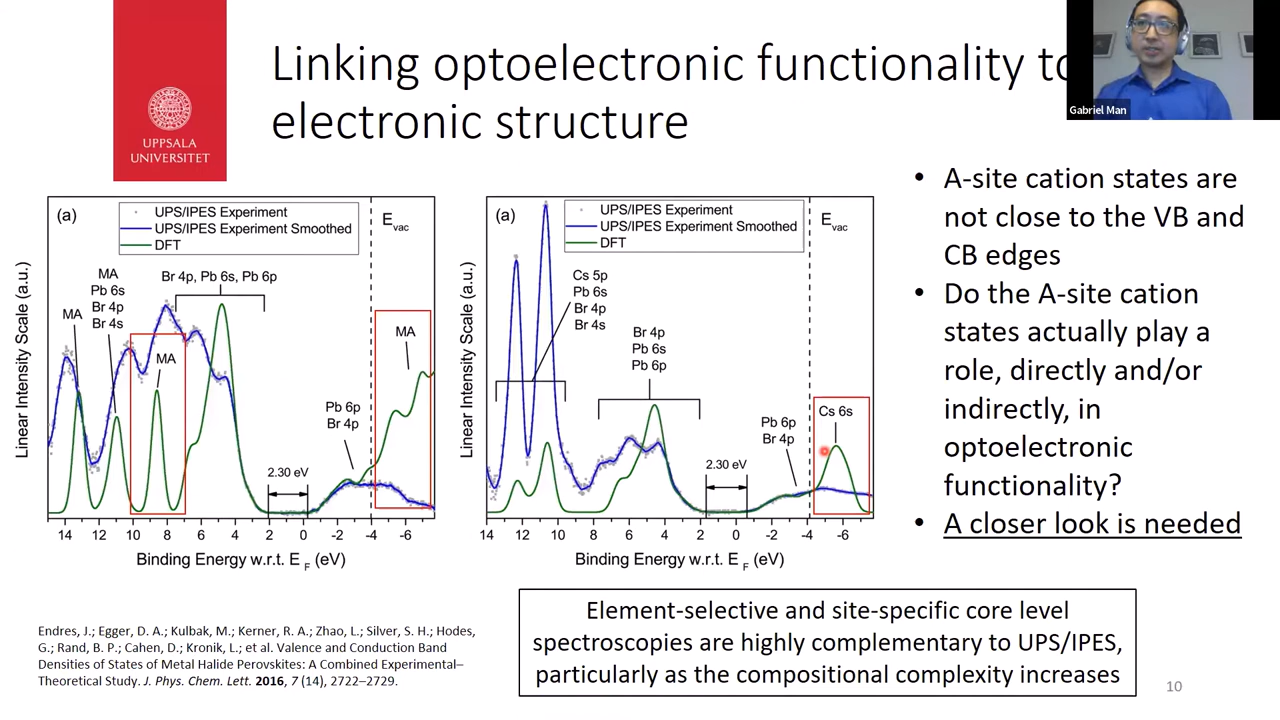 Linking optoelectronic functionality to
electronic structure
Gabriel Man
UPPSALA
UNIVERSITET
(a)
UPS/IPES Experiment
UPS/IPES Experiment Smoothed
DFT
E vac
MA
MA
Pb 6s
Br 4p
Br 4s
Br 4p, Pb 6s, Pb 6p
MA
MA
Pb 6p
Br 4p
2.30 eV
Linear Intensity Scale (a.u.)
14 12 10 8 6 4 2 0 -2 -4 -6
Binding Energy w.r.t. E F (eV)
(a)
UPS/IPES Experiment
UPS/IPES Experiment Smoothed
DFT
E vac
Cs 5p
Pb 6s
Br 4p
Br 4s
Br 4p
Pb 6s
Pb 6p
Pb 6p
Br 4p
Cs 6s
2.30 eV
Linear Intensity Scale (a.u.)
14 12 10 8 6 4 2 0 -2 -4 -6
Binding Energy w.r.t. E F (eV)
• A-site cation states are
not close to the VB and
CB edges
• Do the A-site cation
states actually play a
role, directly and/or
indirectly, in
optoelectronic
functionality?
• A closer look is needed
Element-selective and site-specific core level
spectroscopies are highly complementary to UPS/IPES,
particularly as the compositional complexity increases
Endres, J.; Egger, D. A.; Kulbak, M.; Kerner, R. A.; Zhao, L.; Silver, S. H.; Hodes,
G.; Rand, B. P.; Cahen, D.; Kronik, L.; et al. Valence and Conduction Band
Densities of States of Metal Halide Perovskites: A Combined Experimental–
Theoretical Study. J. Phys. Chem. Lett. 2016, 7 (14), 2722–2729.
10